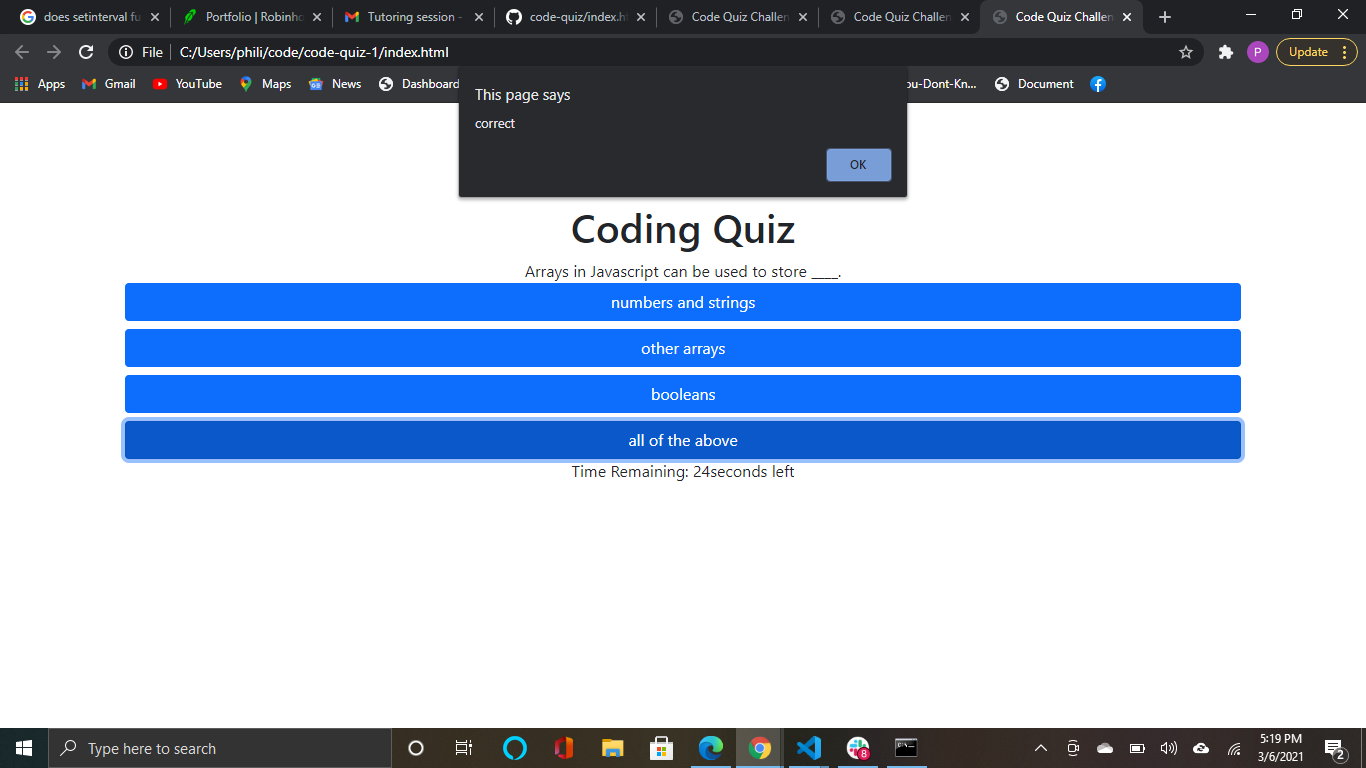 does setinterval fu
Portfolio | Robinho
Tutoring session -
code-quiz/index.ht
Code Quiz Challen
Code Quiz Challen
Code Quiz Challen
File
C:/Users/phili/code/code-quiz-1/index.html
P
Update
Apps
Gmail
YouTube
Maps
News
Dashboard
ou-Dont-Kn...
Document
This page says
correct
OK
Coding Quiz
Arrays in Javascript can be used to store ____.
numbers and strings
other arrays
booleans
all of the above
Time Remaining: 24seconds left
Type here to search
8
5:19 PM
3/6/2021
2